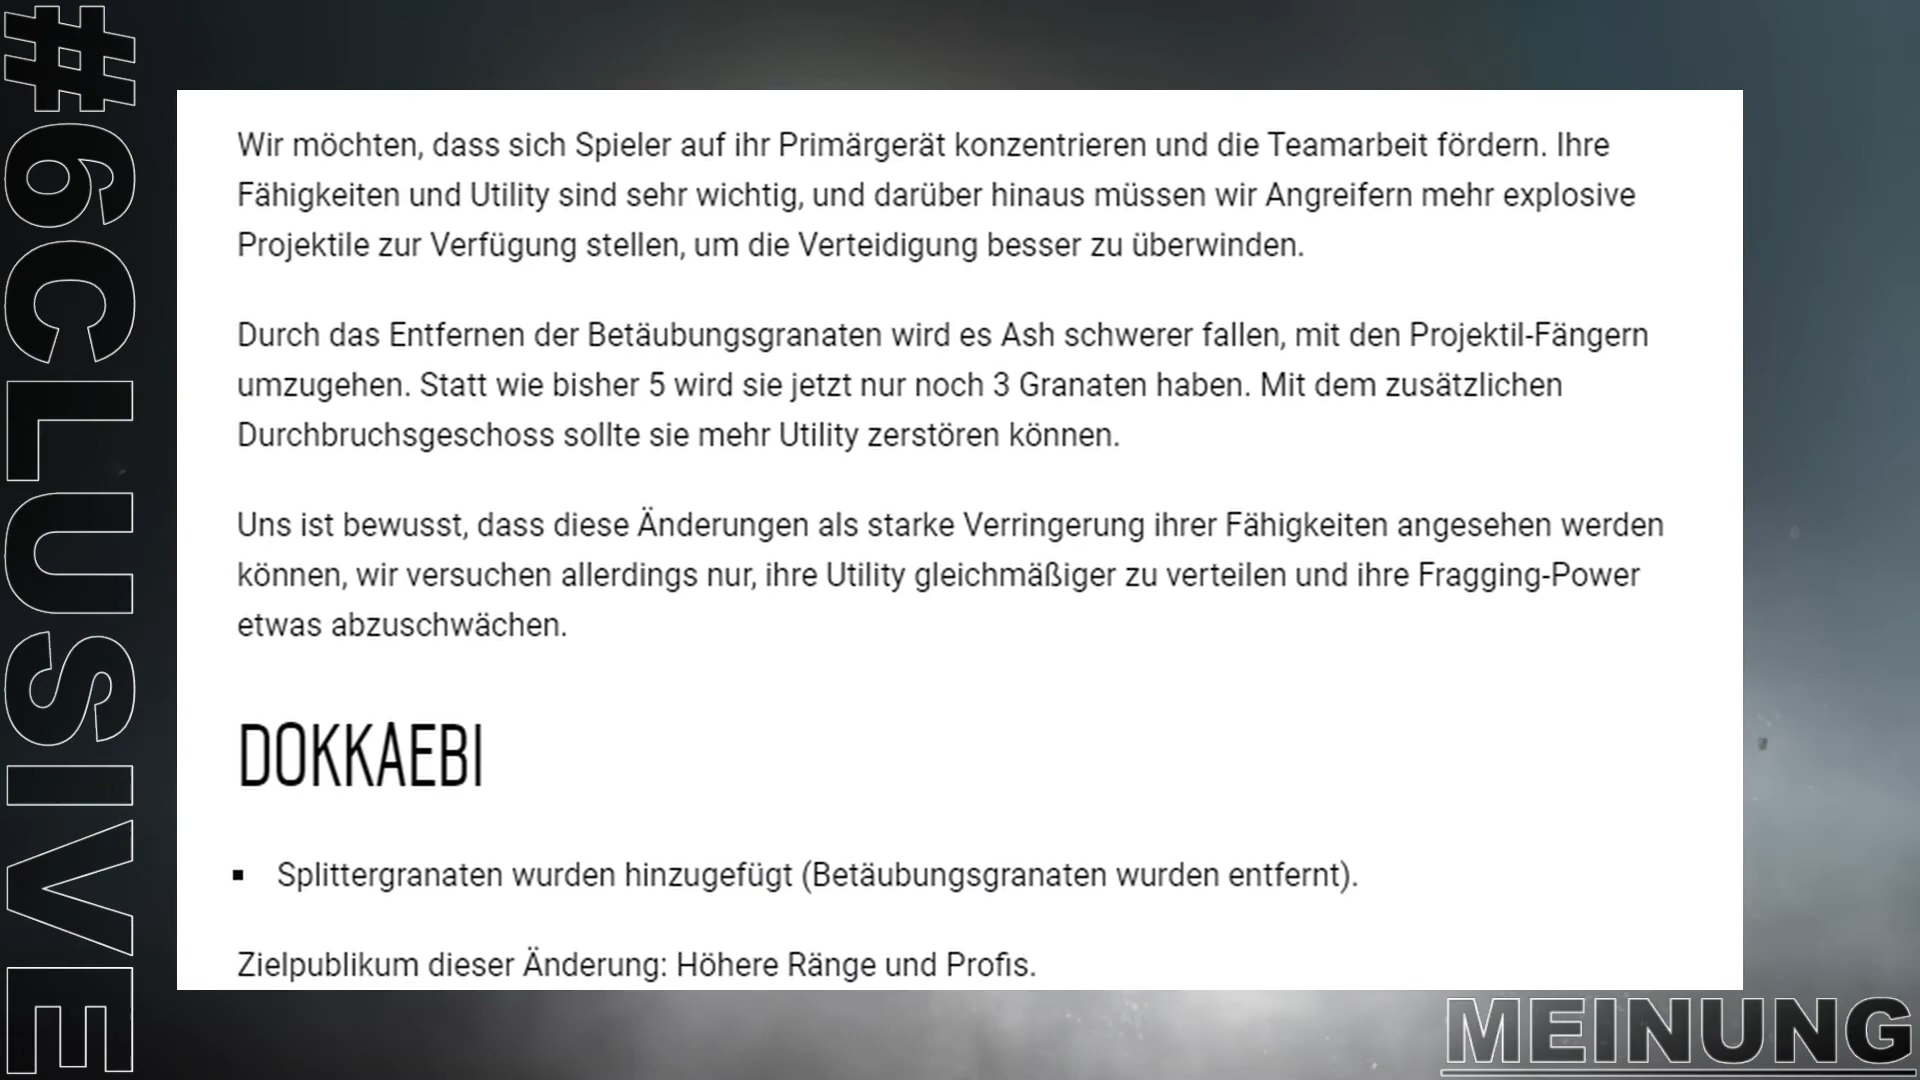 #6CLUSIVE
Wir möchten, dass sich Spieler auf ihr Primärgerät konzentrieren und die Teamarbeit fördern. Ihre
Fähigkeiten und Utility sind sehr wichtig, und darüber hinaus müssen wir Angreifern mehr explosive
Projektile zur Verfügung stellen, um die Verteidigung besser zu überwinden.
Durch das Entfernen der Betäubungsgranaten wird es Ash schwerer fallen, mit den Projektil-Fängern
umzugehen. Statt wie bisher 5 wird sie jetzt nur noch 3 Granaten haben. Mit dem zusätzlichen
Durchbruchsgeschoss sollte sie mehr Utility zerstören können.
Uns ist bewusst, dass diese Änderungen als starke Verringerung ihrer Fähigkeiten angesehen werden
können, wir versuchen allerdings nur, ihre Utility gleichmäßiger zu verteilen und ihre Fragging-Power
etwas abzuschwächen.
DOKKAEBI
▪ Splittergranaten wurden hinzugefügt (Betäubungsgranaten wurden entfernt).
Zielpublikum dieser Änderung: Höhere Ränge und Profis.
MEINUNG